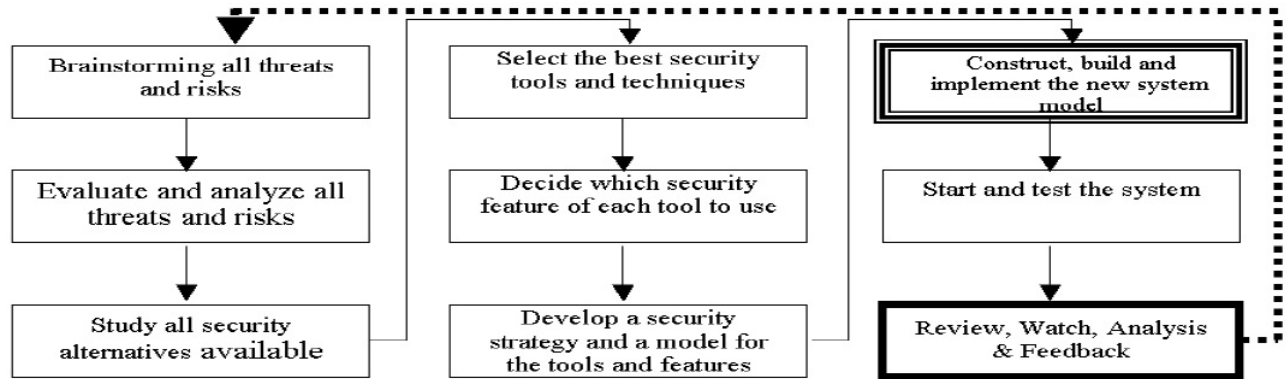 Brainstorming all threats
and risks
Evaluate and analyze all
threats and risks
Study all security
alternatives available
Select the best security
tools and techniques
Decide which security
feature of each tool to use
Develop a security
strategy and a model for
the tools and features
Construct, build and
implement the new system
model
Start and test the system
Review, Watch, Analysis
& Feedback